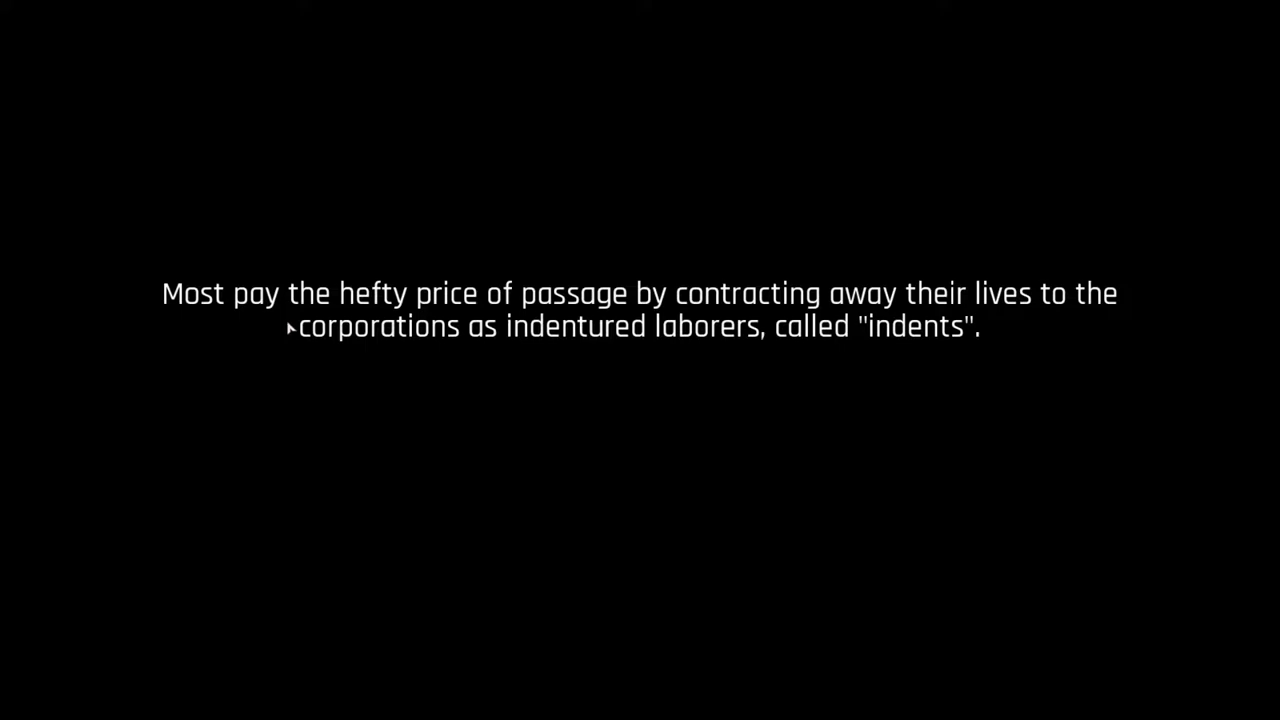 Most pay the hefty price of passage by contracting away their lives to the
corporations as indentured laborers, called "indents".